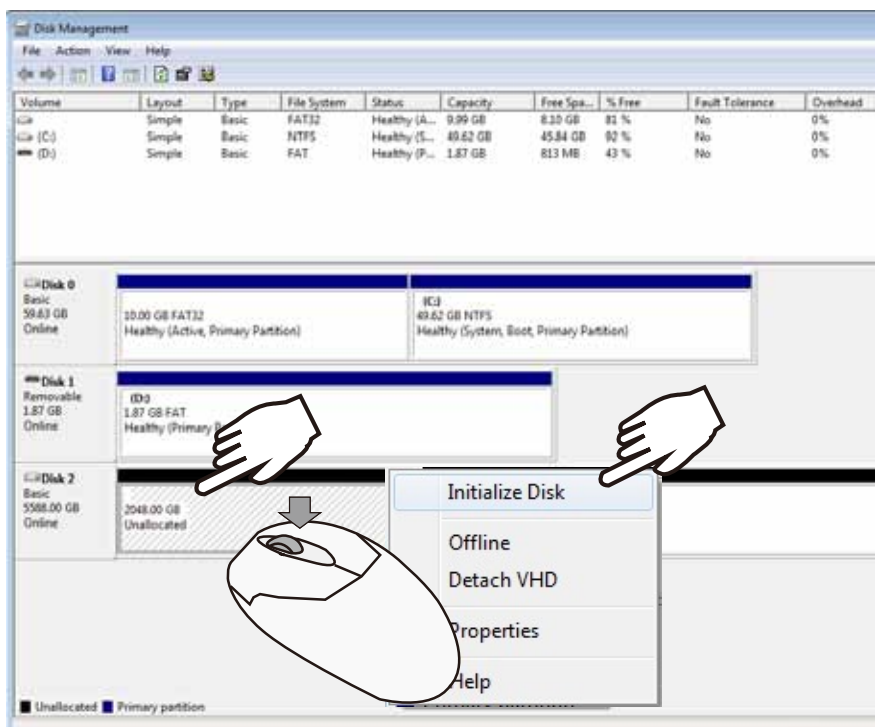 Disk Management
File Action View Help
Volume Layout Type File System Status Capacity Free Spa... % Free Fault Tolerance Overhead
Simple Basic FAT32 Healthy (A... 9.99 GB 8.10 GB 81 % No 0%
(C:) Simple Basic NTFS Healthy (S... 49.62 GB 45.84 GB 92 % No 0%
(D:) Simple Basic FAT Healthy (P... 1.87 GB 813 MB 43 % No 0%
Disk 0
Basic
59.63 GB
Online
10.00 GB FAT32
Healthy (Active, Primary Partition)
(C:)
49.62 GB NTFS
Healthy (System, Boot, Primary Partition)
Disk 1
Removable
1.87 GB
Online
(D:)
1.87 GB FAT
Healthy (Primary
Disk 2
Basic
5588.00 GB
Online
2048.00 GB
Unallocated
Initialize Disk
Offline
Detach VHD
Properties
Help
Unallocated Primary partition